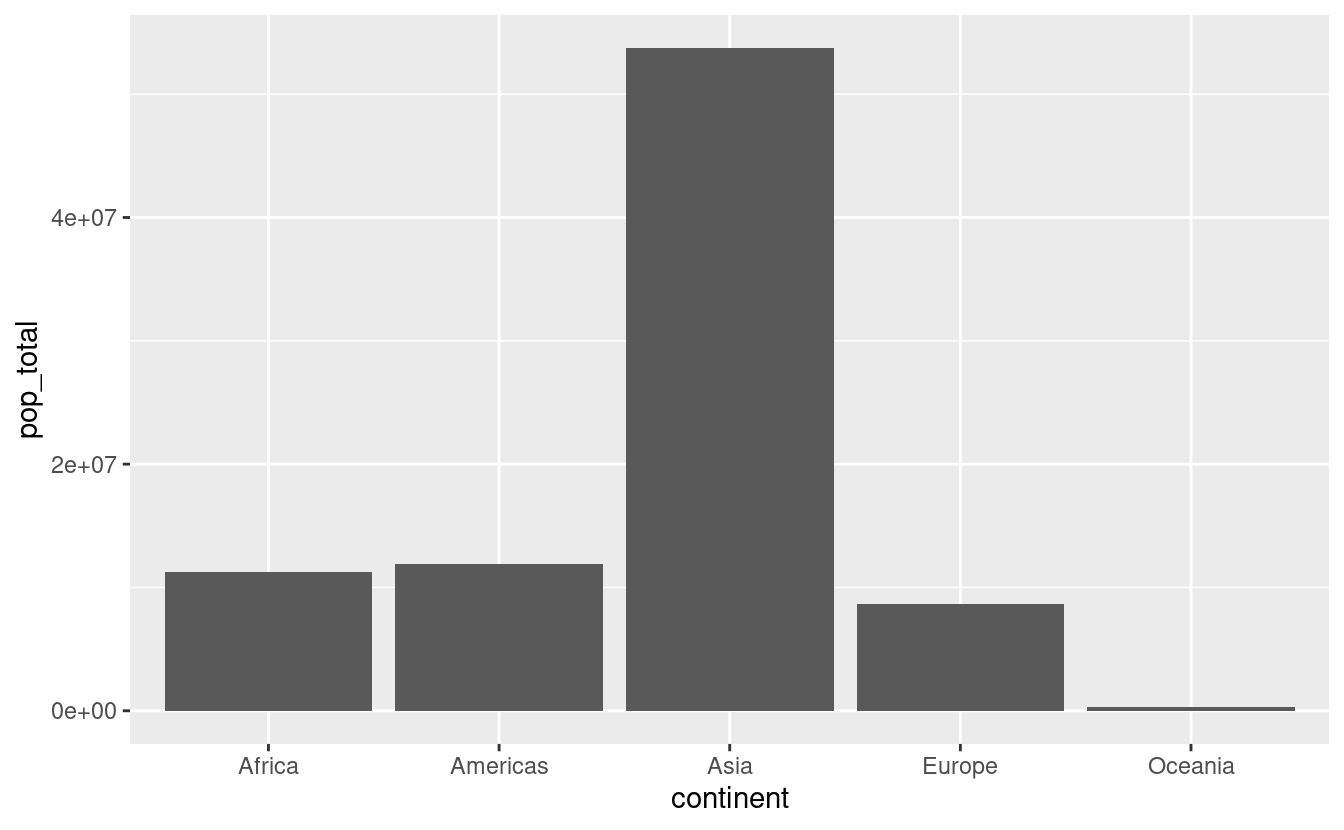 pop_total
4e+07
2e+07
0e+00
Africa
Americas
Asia
Europe
Oceania
continent